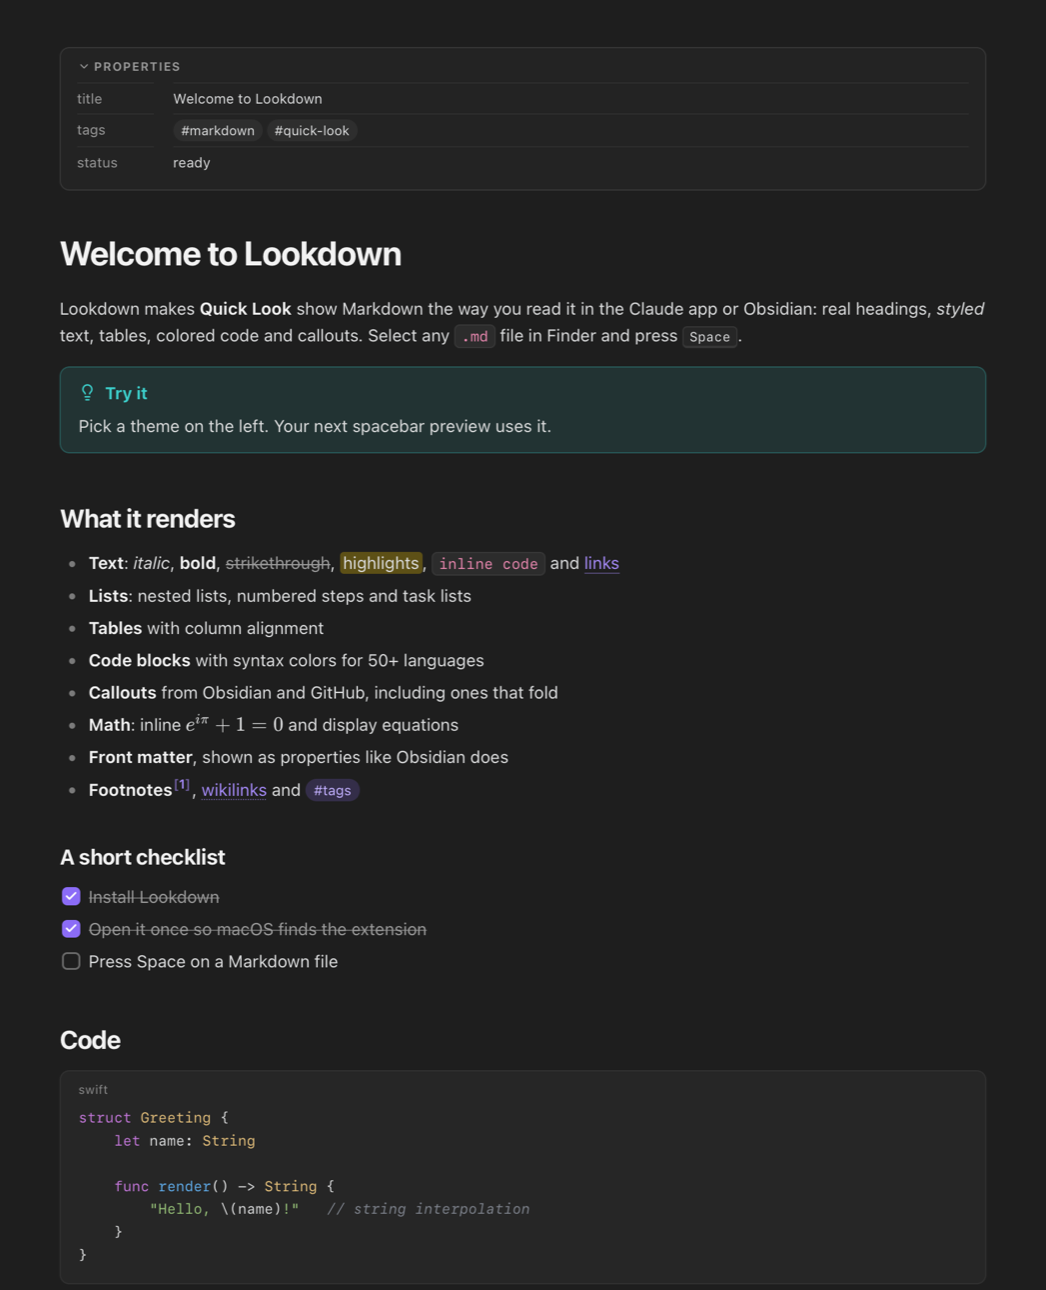 PROPERTIES
title Welcome to Lookdown
tags #markdown #quick-look
status ready
Welcome to Lookdown
Lookdown makes Quick Look show Markdown the way you read it in the Claude app or Obsidian: real headings, styled
text, tables, colored code and callouts. Select any .md file in Finder and press Space.
Try it
Pick a theme on the left. Your next spacebar preview uses it.
What it renders
• Text: italic, bold, strikethrough, highlights, inline code and links
• Lists: nested lists, numbered steps and task lists
• Tables with column alignment
• Code blocks with syntax colors for 50+ languages
• Callouts from Obsidian and GitHub, including ones that fold
• Math: inline e^{iπ} + 1 = 0 and display equations
• Front matter, shown as properties like Obsidian does
• Footnotes[1], wikilinks and #tags
A short checklist
Install Lookdown
Open it once so macOS finds the extension
Press Space on a Markdown file
Code
swift
struct Greeting {
    let name: String
    func render() -> String {
        "Hello, \(name)!"   // string interpolation
    }
}